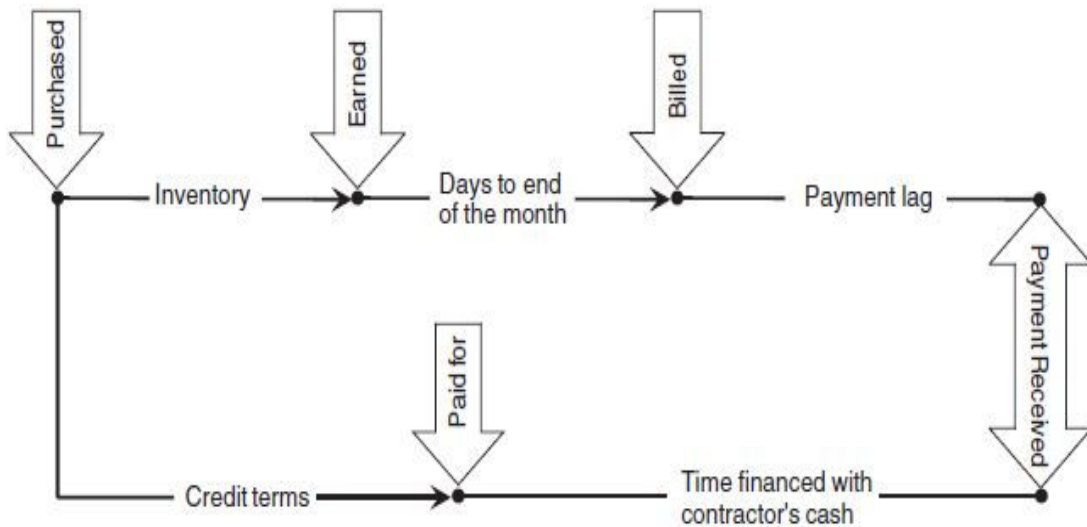 Purchased
Earned
Billed
Inventory
Days to end
of the month
Payment lag
Payment Received
Paid for
Credit terms
Time financed with
contractor's cash